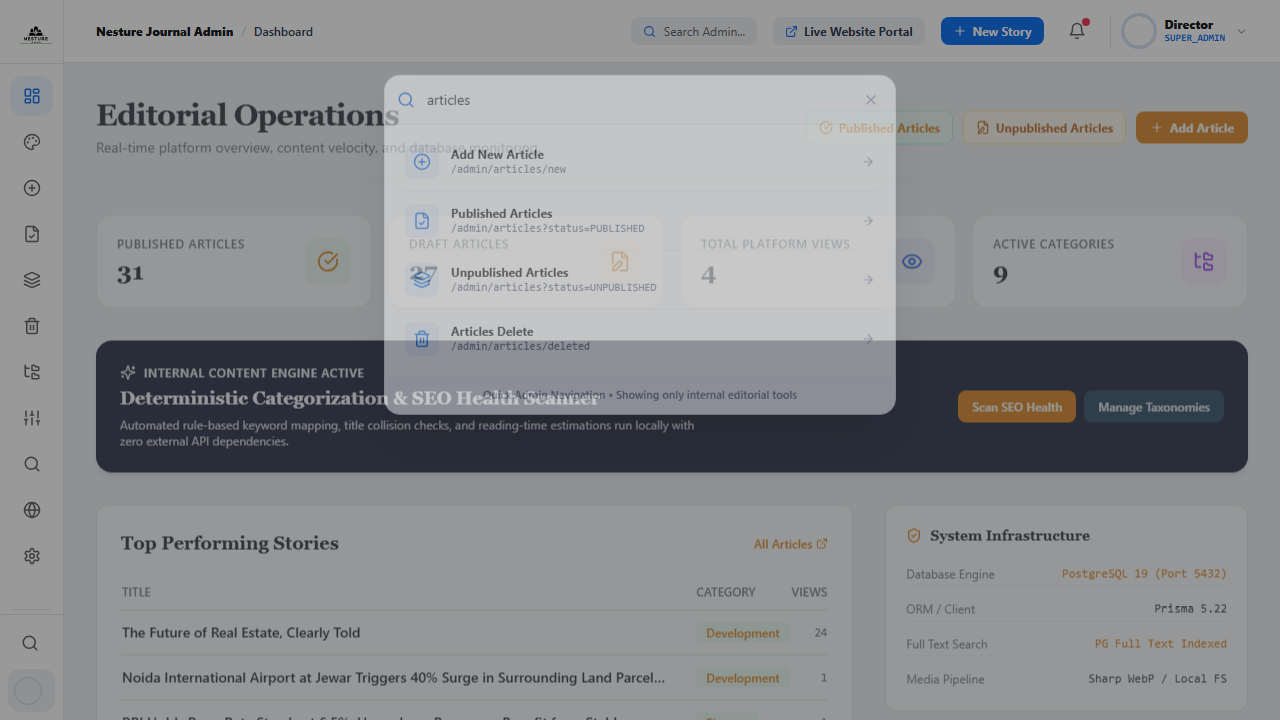 NESTURE
Nesture Journal Admin / Dashboard
Search Admin...
Live Website Portal
New Story
Director
SUPER_ADMIN
articles
Editorial Operations
Real-time platform overview, content velocity, and database monitoring.
Published Articles
Unpublished Articles
Add Article
Add New Article
/admin/articles/new
Published Articles
/admin/articles?status=PUBLISHED
Unpublished Articles
/admin/articles?status=UNPUBLISHED
Articles Delete
/admin/articles/deleted
Quick Admin Navigation • Showing only internal editorial tools
PUBLISHED ARTICLES
31
DRAFT ARTICLES
27
TOTAL PLATFORM VIEWS
4
ACTIVE CATEGORIES
9
INTERNAL CONTENT ENGINE ACTIVE
Deterministic Categorization & SEO Health Scanner
Automated rule-based keyword mapping, title collision checks, and reading-time estimations run locally with
zero external API dependencies.
Scan SEO Health
Manage Taxonomies
Top Performing Stories
All Articles
TITLE CATEGORY VIEWS
The Future of Real Estate, Clearly Told Development 24
Noida International Airport at Jewar Triggers 40% Surge in Surrounding Land Parcel... Development 1
System Infrastructure
Database Engine PostgreSQL 19 (Port 5432)
ORM / Client Prisma 5.22
Full Text Search PG Full Text Indexed
Media Pipeline Sharp WebP / Local FS